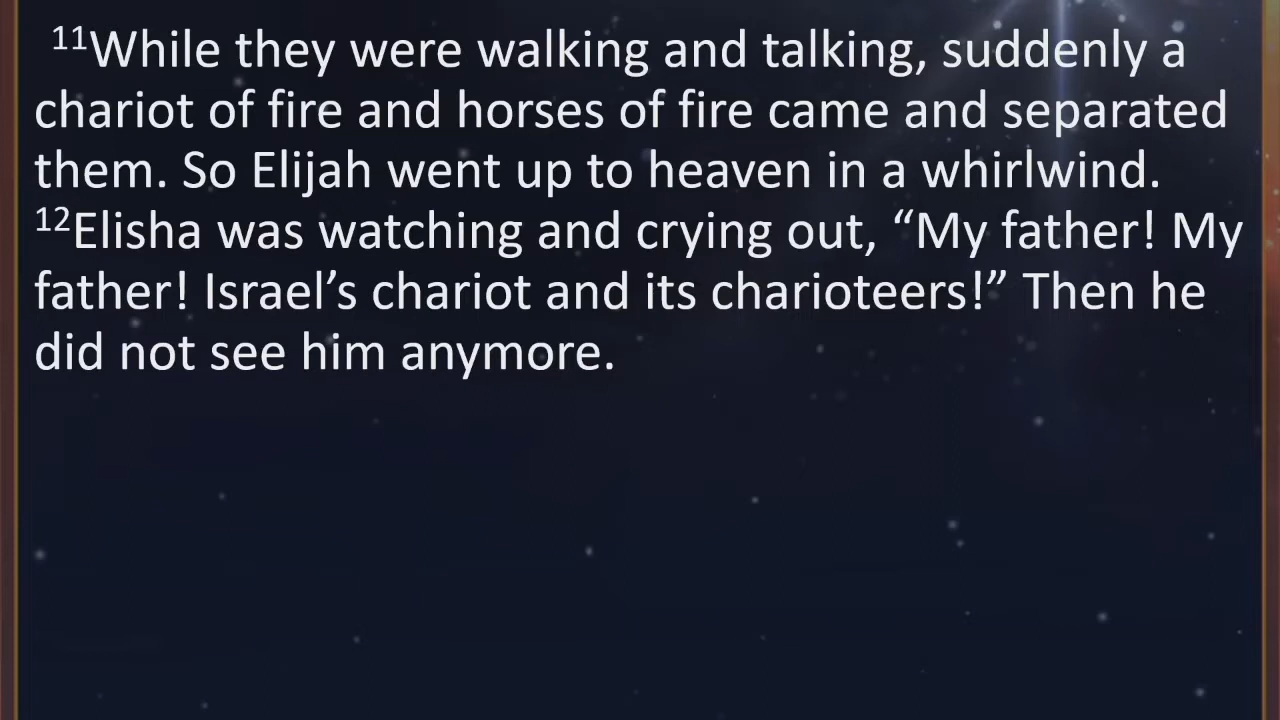 ¹¹While they were walking and talking, suddenly a
chariot of fire and horses of fire came and separated
them. So Elijah went up to heaven in a whirlwind.
¹²Elisha was watching and crying out, “My father! My
father! Israel’s chariot and its charioteers!” Then he
did not see him anymore.